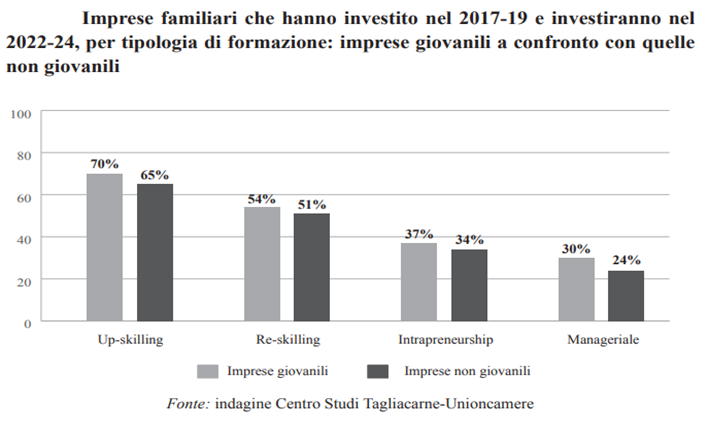 Imprese familiari che hanno investito nel 2017-19 e investiranno nel
2022-24, per tipologia di formazione: imprese giovanili a confronto con quelle
non giovanili
100
80
60
40
20
0
70%
65%
54%
51%
37%
34%
30%
24%
Up-skilling
Re-skilling
Intrapreneurship
Manageriale
Imprese giovanili
Imprese non giovanili
Fonte: indagine Centro Studi Tagliacarne-Unioncamere